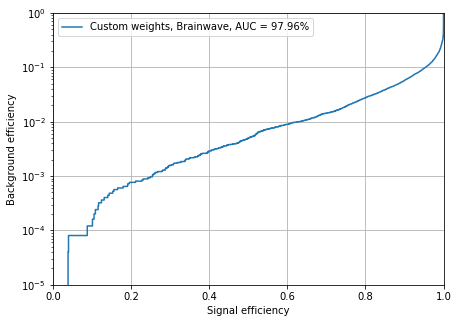 Custom weights, Brainwave, AUC = 97.96%
10^0
10^-1
10^-2
10^-3
10^-4
10^-5
Background efficiency
0.0 0.2 0.4 0.6 0.8 1.0
Signal efficiency